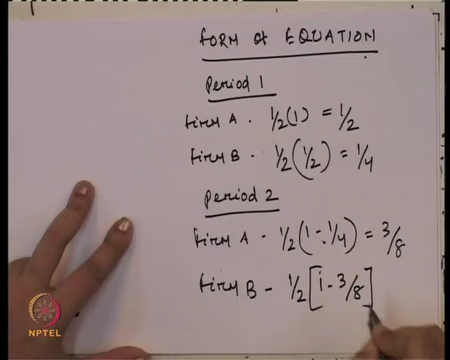 FORM OF EQUATION
Period 1
Firm A - 1/2 (1) = 1/2
Firm B - 1/2 (1/2) = 1/4
Period 2
Firm A - 1/2 (1 - 1/4) = 3/8
Firm B - 1/2 [1 - 3/8]
NPTEL